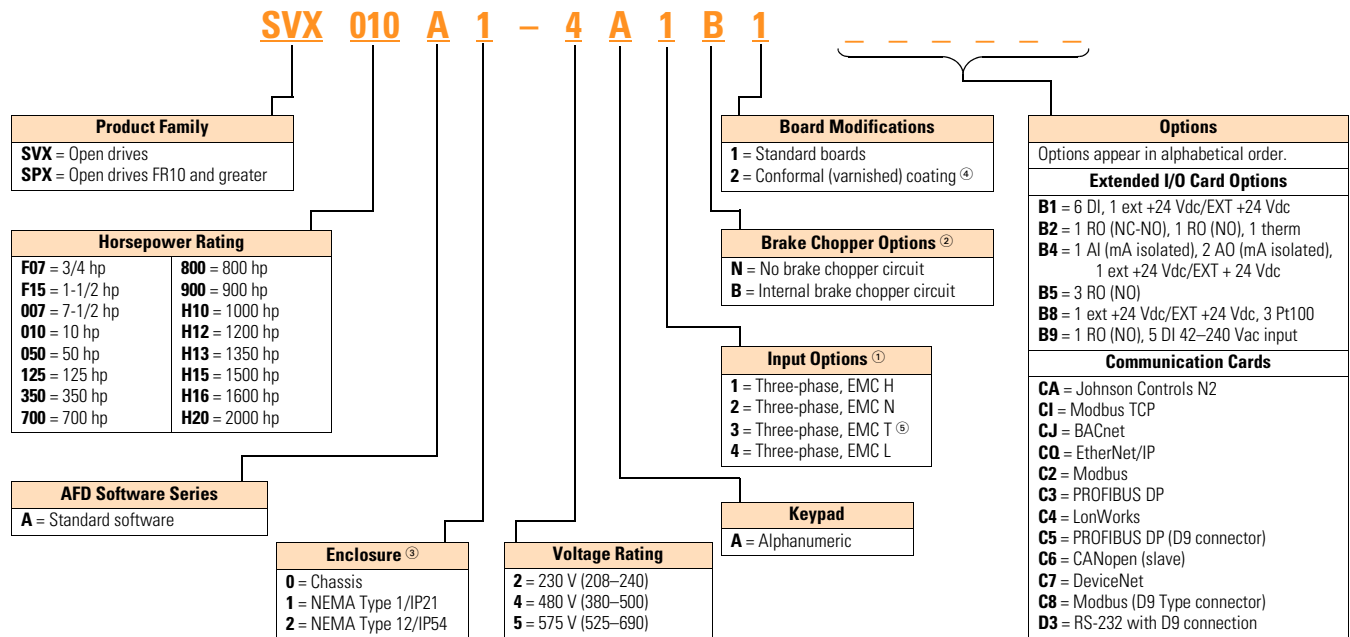 SVX 010 A 1 – 4 A 1 B 1 _ _ _ _ _ _
Product Family
SVX = Open drives
SPX = Open drives FR10 and greater
Horsepower Rating
F07 = 3/4 hp
F15 = 1-1/2 hp
007 = 7-1/2 hp
010 = 10 hp
050 = 50 hp
125 = 125 hp
350 = 350 hp
700 = 700 hp
800 = 800 hp
900 = 900 hp
H10 = 1000 hp
H12 = 1200 hp
H13 = 1350 hp
H15 = 1500 hp
H16 = 1600 hp
H20 = 2000 hp
AFD Software Series
A = Standard software
Enclosure ③
0 = Chassis
1 = NEMA Type 1/IP21
2 = NEMA Type 12/IP54
Voltage Rating
2 = 230 V (208–240)
4 = 480 V (380–500)
5 = 575 V (525–690)
Keypad
A = Alphanumeric
Input Options ①
1 = Three-phase, EMC H
2 = Three-phase, EMC N
3 = Three-phase, EMC T ⑤
4 = Three-phase, EMC L
Brake Chopper Options ②
N = No brake chopper circuit
B = Internal brake chopper circuit
Board Modifications
1 = Standard boards
2 = Conformal (varnished) coating ④
Options
Options appear in alphabetical order.
Extended I/O Card Options
B1 = 6 DI, 1 ext +24 Vdc/EXT +24 Vdc
B2 = 1 RO (NC-NO), 1 RO (NO), 1 therm
B4 = 1 AI (mA isolated), 2 AO (mA isolated),
1 ext +24 Vdc/EXT + 24 Vdc
B5 = 3 RO (NO)
B8 = 1 ext +24 Vdc/EXT +24 Vdc, 3 Pt100
B9 = 1 RO (NO), 5 DI 42–240 Vac input
Communication Cards
CA = Johnson Controls N2
CI = Modbus TCP
CJ = BACnet
CQ = EtherNet/IP
C2 = Modbus
C3 = PROFIBUS DP
C4 = LonWorks
C5 = PROFIBUS DP (D9 connector)
C6 = CANopen (slave)
C7 = DeviceNet
C8 = Modbus (D9 Type connector)
D3 = RS-232 with D9 connection